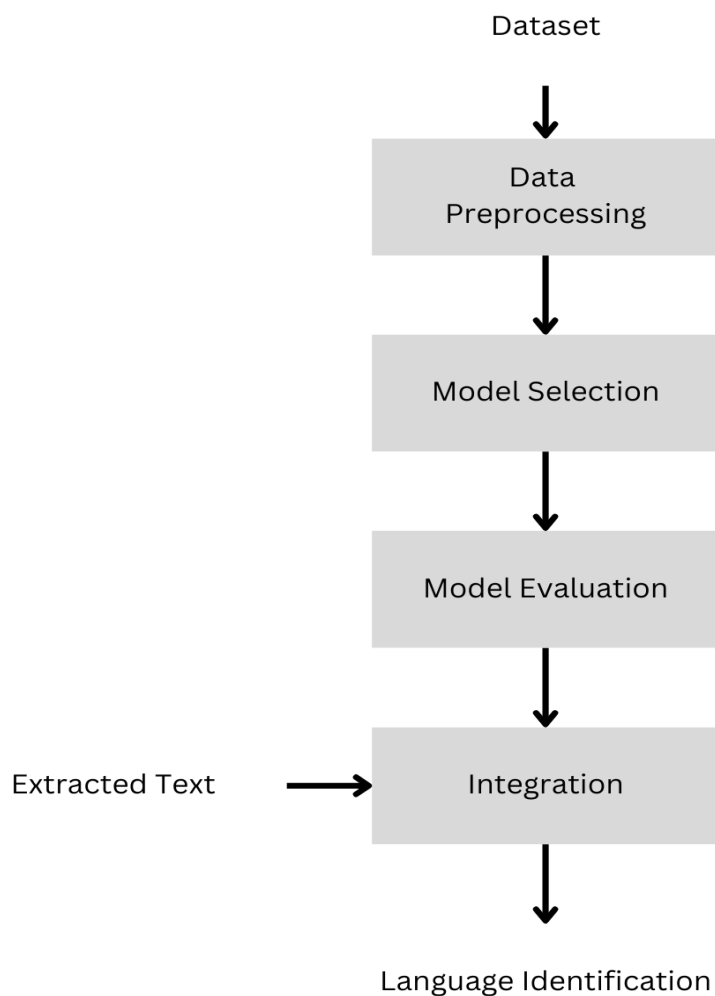 Dataset
Data
Preprocessing
Model Selection
Model Evaluation
Extracted Text
Integration
Language Identification